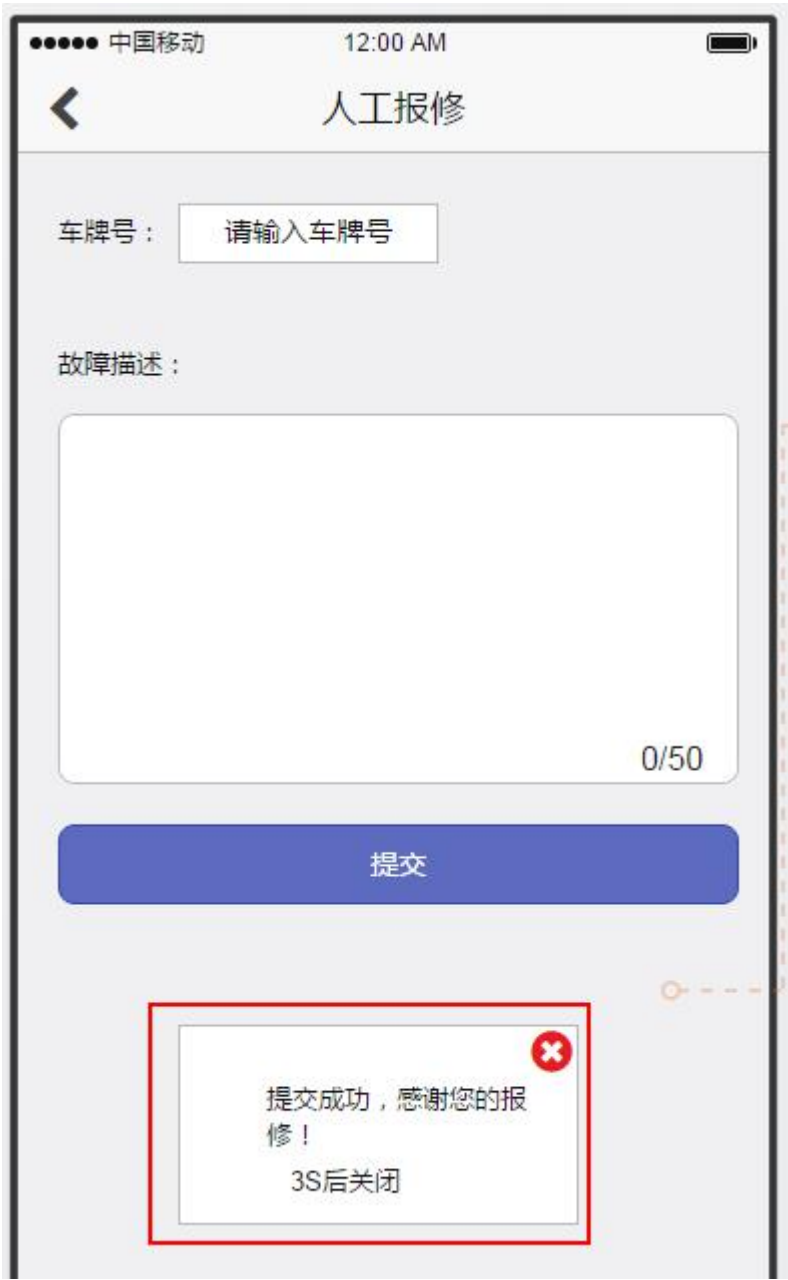 中国移动 12:00 AM
人工报修
车牌号： 请输入车牌号
故障描述：
0/50
提交
提交成功，感谢您的报
修！
3S后关闭